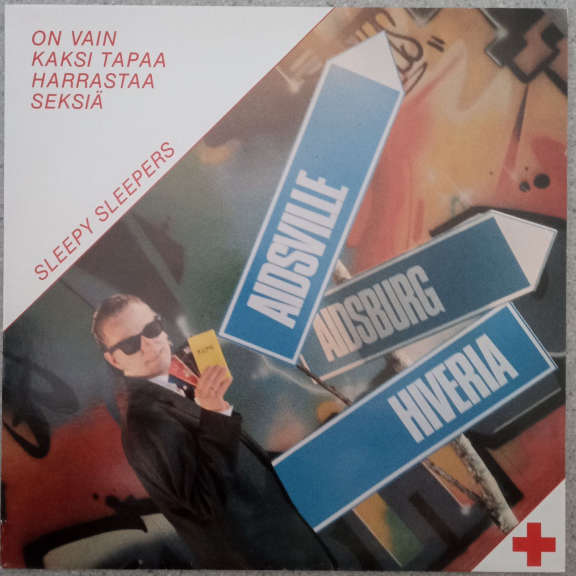 ON VAIN
KAKSI TAPAA
HARRASTAA
SEKSIÄ
SLEEPY SLEEPERS
AIDSVILLE
AIDSBURG
HIVERIA